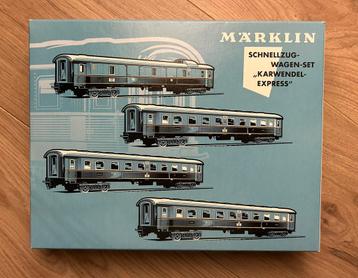 MÄRKLIN
SCHNELLZUG-
WAGEN-SET
„KARWENDEL-
EXPRESS"